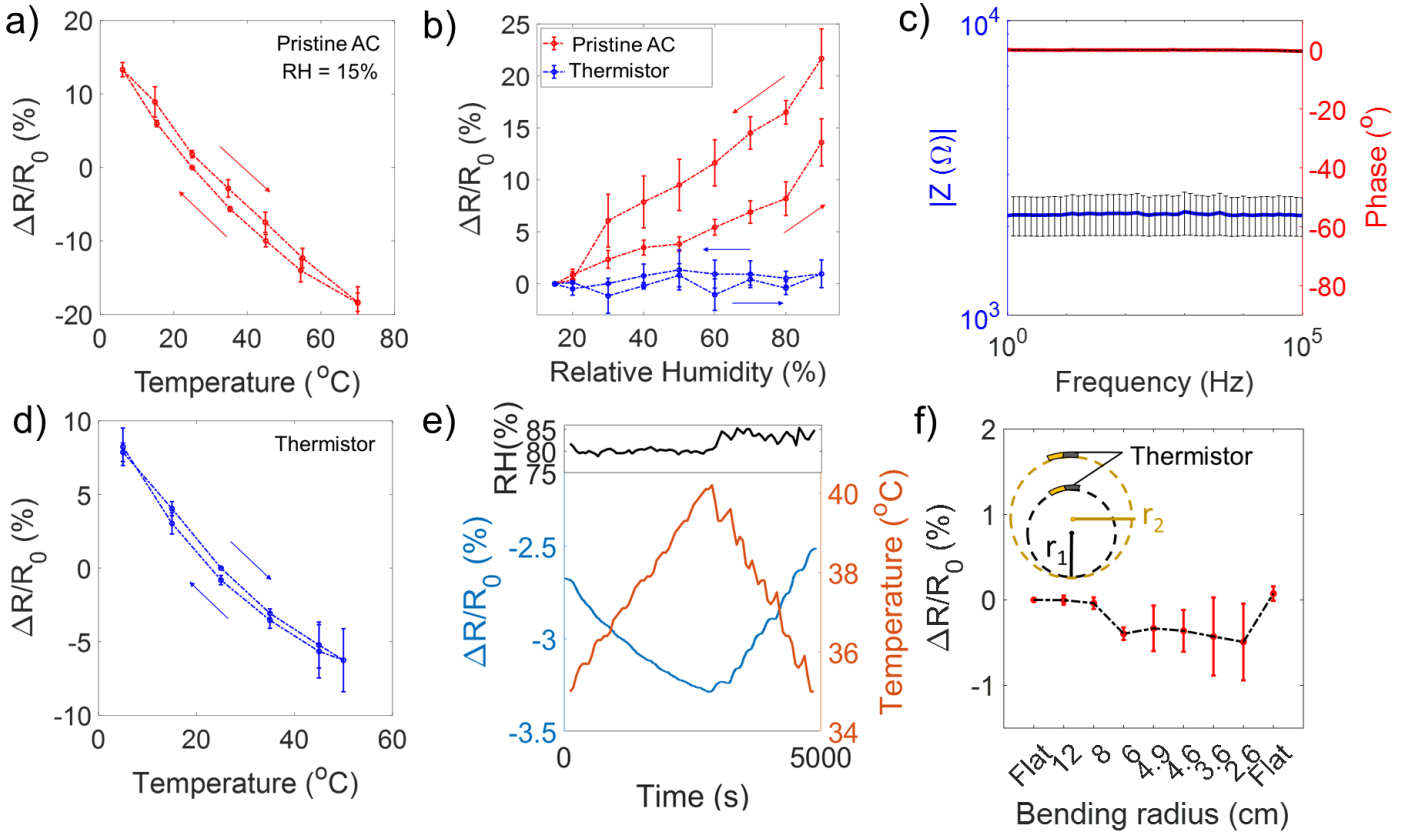 a)
Pristine AC
RH = 15%
20
10
0
-10
-20
0
20
40
60
80
ΔR/R0 (%)
Temperature (°C)
b)
Pristine AC
Thermistor
25
20
15
10
5
0
20
40
60
80
ΔR/R0 (%)
Relative Humidity (%)
c)
10^4
10^3
|Z (Ω)|
0
-20
-40
-60
-80
Phase (°)
10^0
10^5
Frequency (Hz)
d)
Thermistor
10
5
0
-5
-10
0
20
40
60
ΔR/R0 (%)
Temperature (°C)
e)
RH(%)
85
80
75
-2.5
-3
-3.5
ΔR/R0 (%)
40
38
36
34
Temperature (°C)
0
5000
Time (s)
f)
Thermistor
r2
r1
2
1
0
-1
ΔR/R0 (%)
Flat
12
8
6
4.9
4.6
3.6
2.6
Flat
Bending radius (cm)